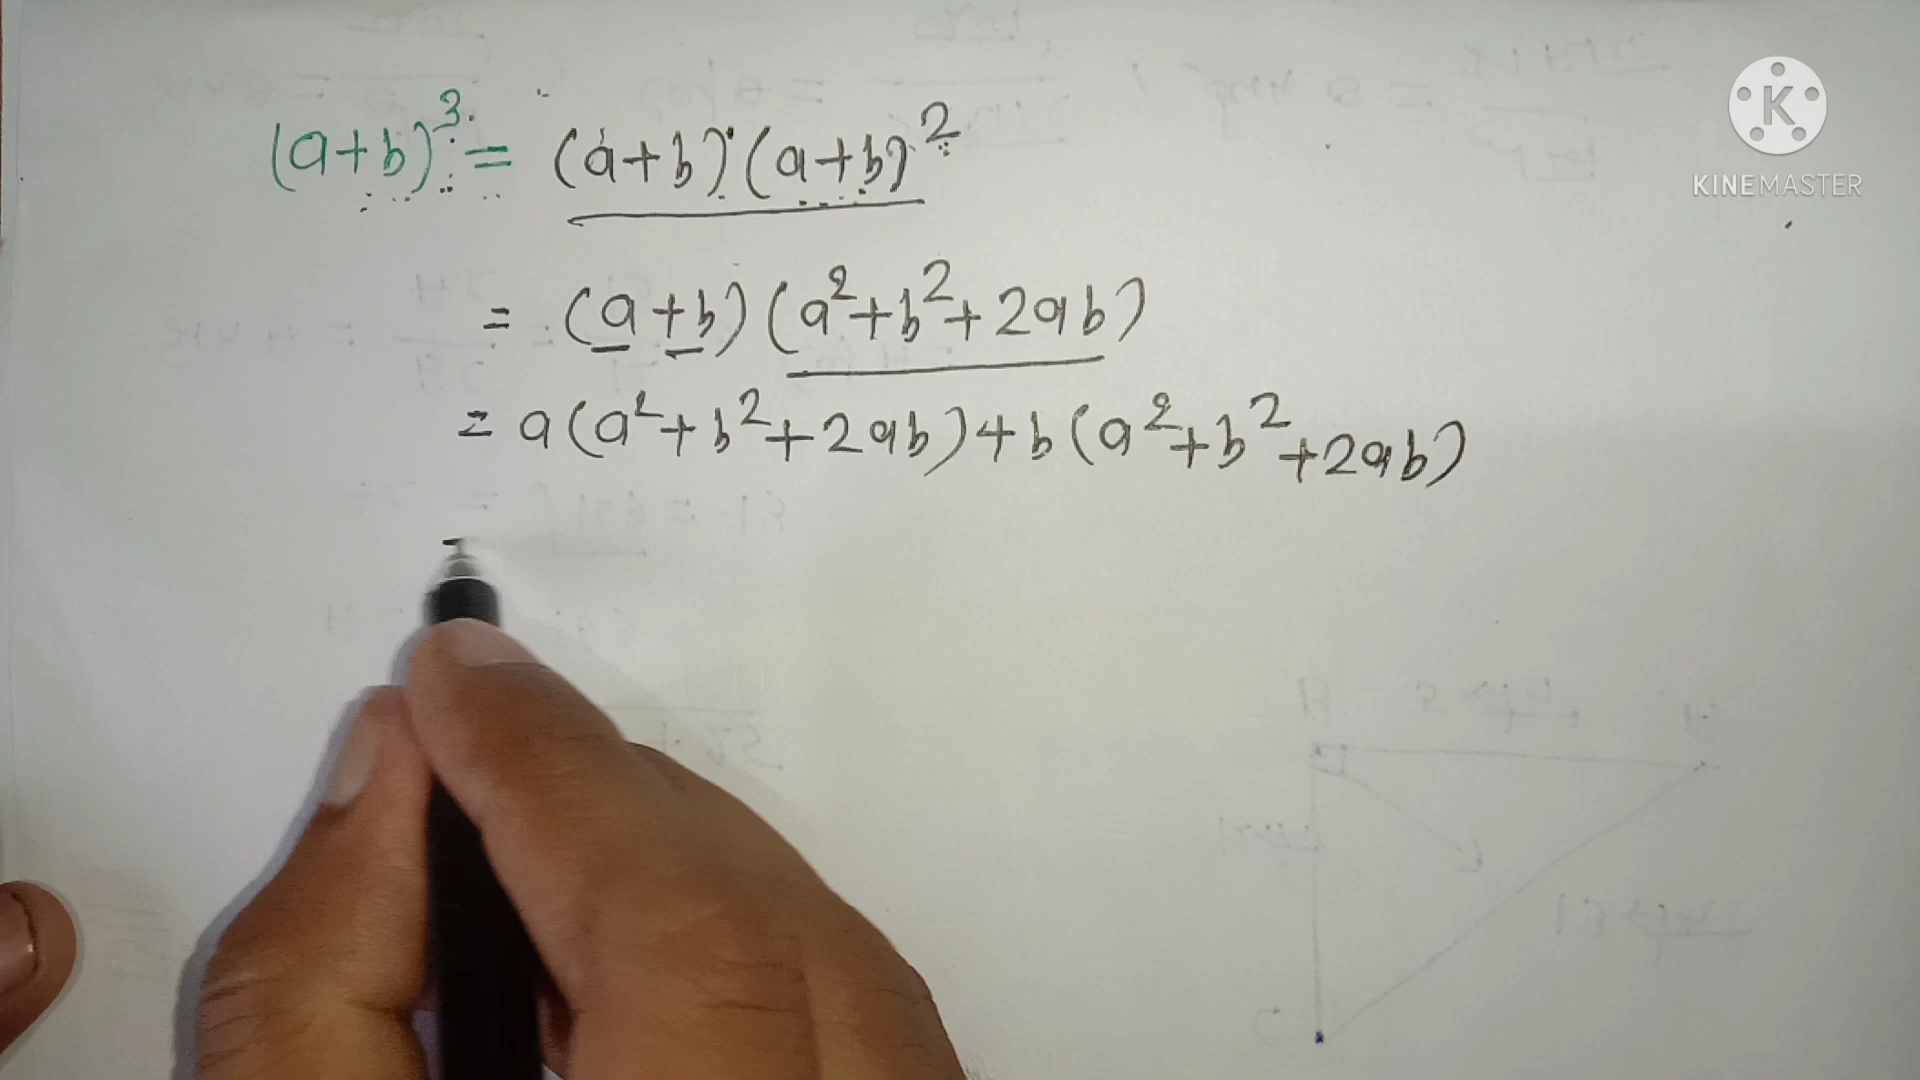 (a+b)³ = (a+b)(a+b)²
= (a+b)(a²+b²+2ab)
= a(a²+b²+2ab)+b(a²+b²+2ab)
K
KINEMASTER